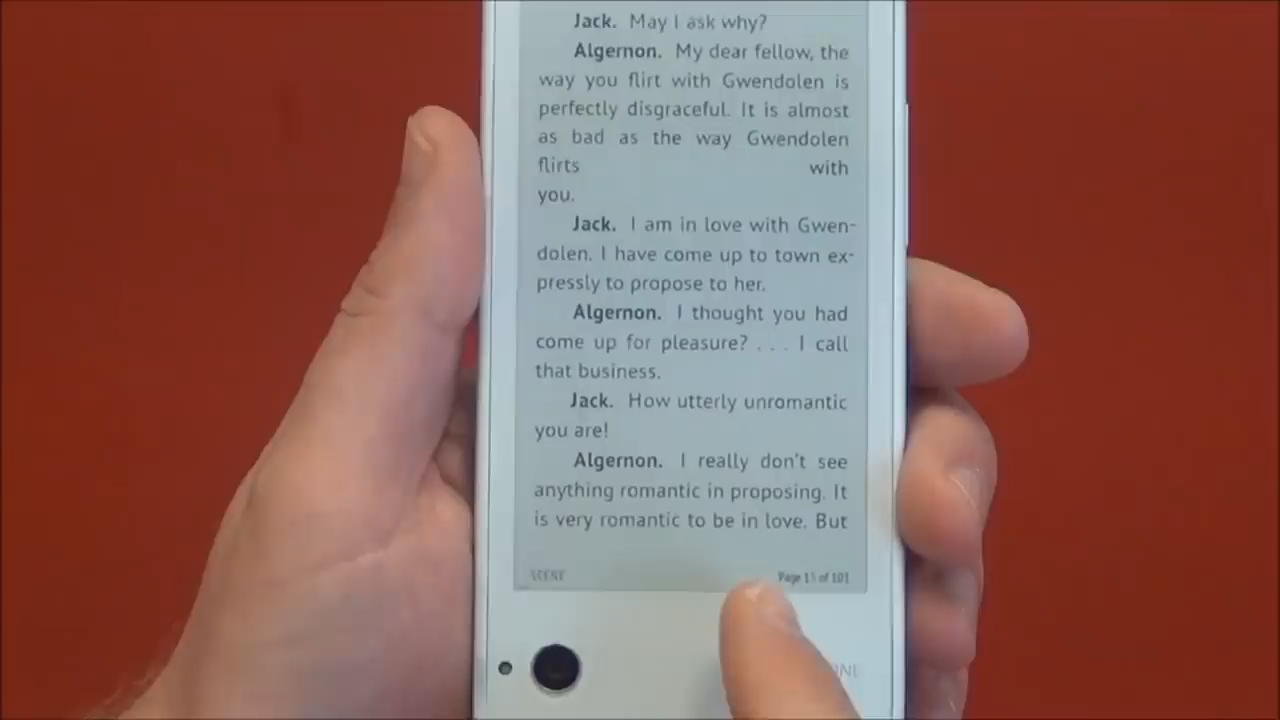 Jack. May I ask why?
Algernon. My dear fellow, the
way you flirt with Gwendolen is
perfectly disgraceful. It is almost
as bad as the way Gwendolen
flirts with
you.
Jack. I am in love with Gwen-
dolen. I have come up to town ex-
pressly to propose to her.
Algernon. I thought you had
come up for pleasure? . . . I call
that business.
Jack. How utterly unromantic
you are!
Algernon. I really don't see
anything romantic in proposing. It
is very romantic to be in love. But
SCENE
Page of 101